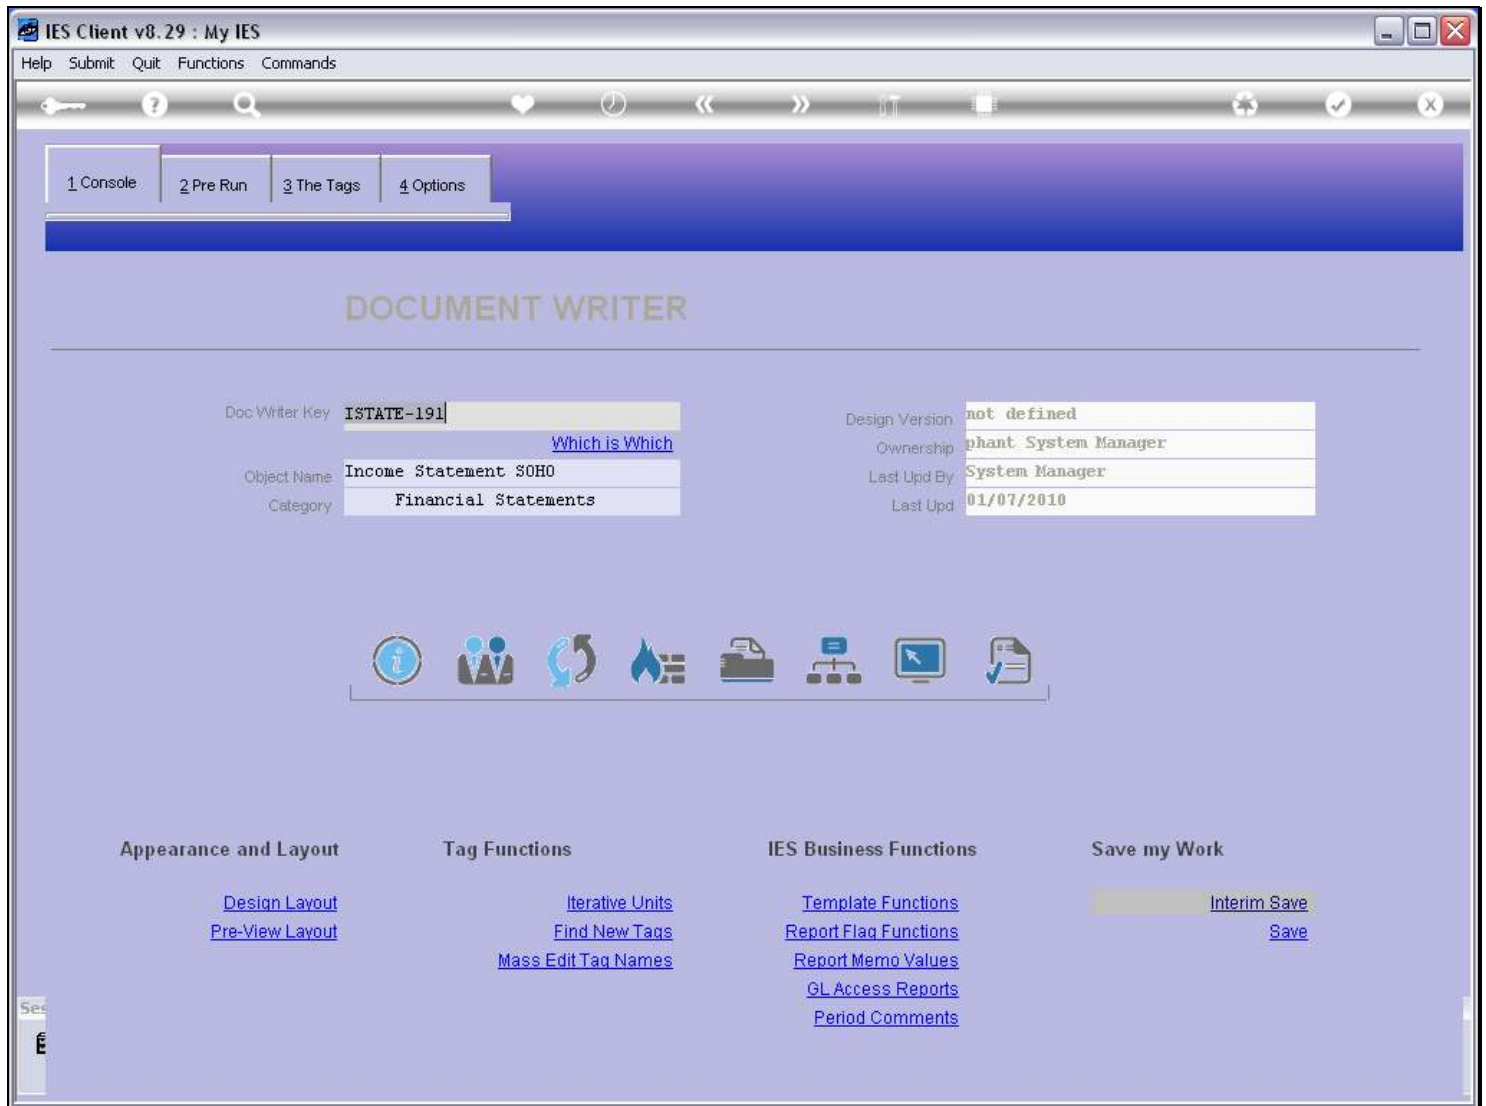 IES Client v8.29 : My IES
Help Submit Quit Functions Commands
1 Console 2 Pre Run 3 The Tags 4 Options
DOCUMENT WRITER
Doc Writer Key ISTATE-191
Which is Which
Object Name Income Statement SOHO
Category Financial Statements
Design Version not defined
Ownership phant System Manager
Last Upd By System Manager
Last Upd 01/07/2010
Appearance and Layout
Design Layout
Pre-View Layout
Tag Functions
Iterative Units
Find New Tags
Mass Edit Tag Names
IES Business Functions
Template Functions
Report Flag Functions
Report Memo Values
GL Access Reports
Period Comments
Save my Work
Interim Save
Save
Ses